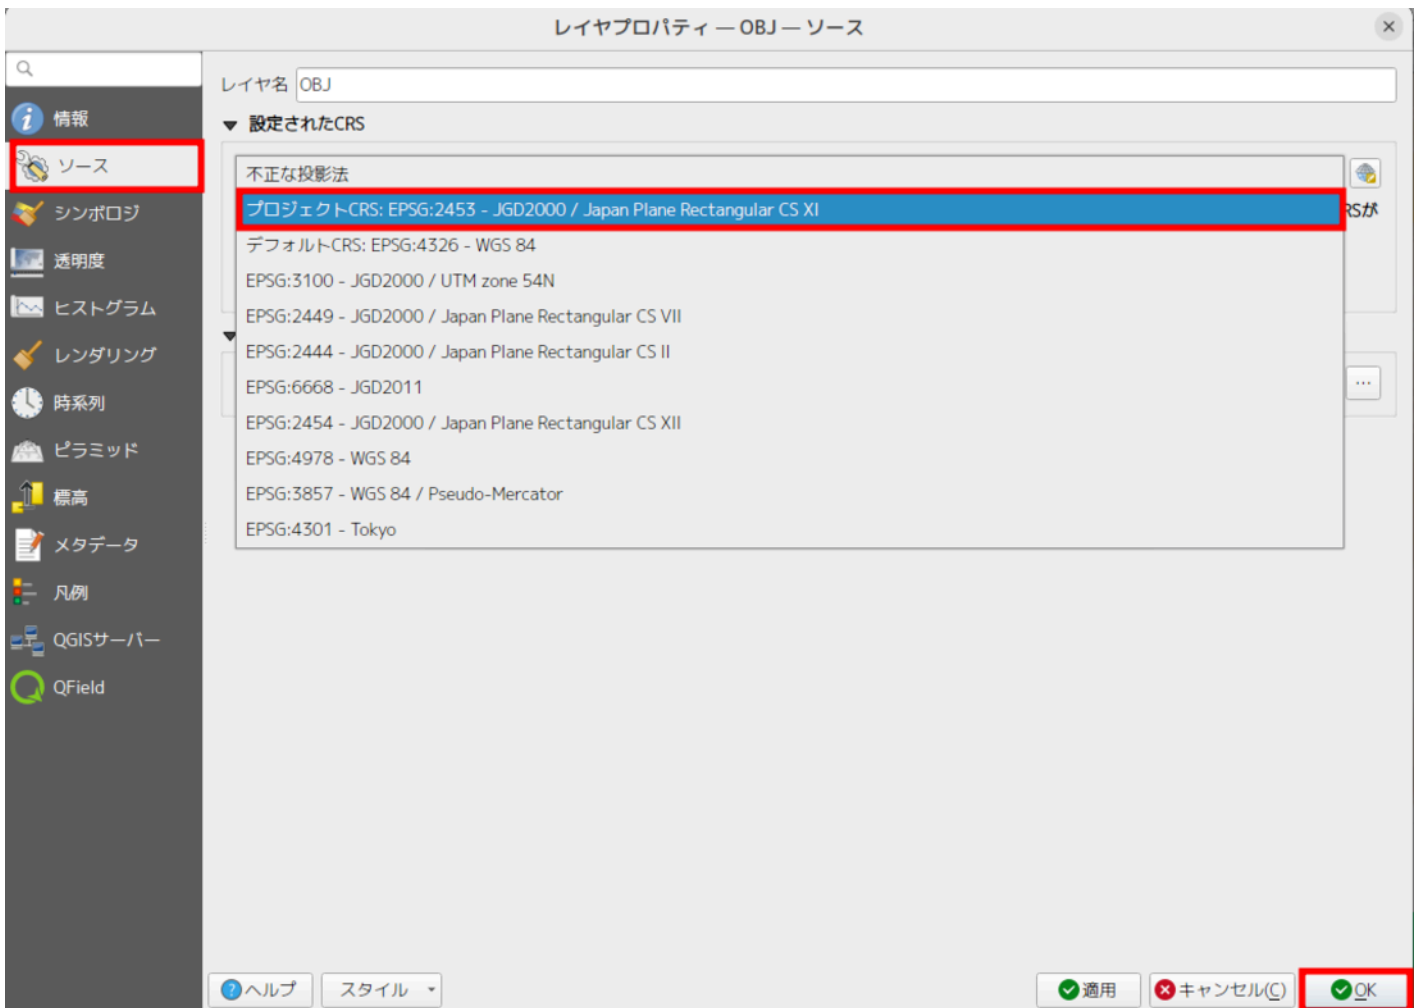 レイヤプロパティ — OBJ — ソース
レイヤ名 OBJ
情報
ソース
シンボロジ
透明度
ヒストグラム
レンダリング
時系列
ピラミッド
標高
メタデータ
凡例
QGISサーバー
QField
設定されたCRS
不正な投影法
プロジェクトCRS: EPSG:2453 - JGD2000 / Japan Plane Rectangular CS XI
RSが
デフォルトCRS: EPSG:4326 - WGS 84
EPSG:3100 - JGD2000 / UTM zone 54N
EPSG:2449 - JGD2000 / Japan Plane Rectangular CS VII
EPSG:2444 - JGD2000 / Japan Plane Rectangular CS II
EPSG:6668 - JGD2011
…
EPSG:2454 - JGD2000 / Japan Plane Rectangular CS XII
EPSG:4978 - WGS 84
EPSG:3857 - WGS 84 / Pseudo-Mercator
EPSG:4301 - Tokyo
ヘルプ スタイル 適用 キャンセル(C) OK